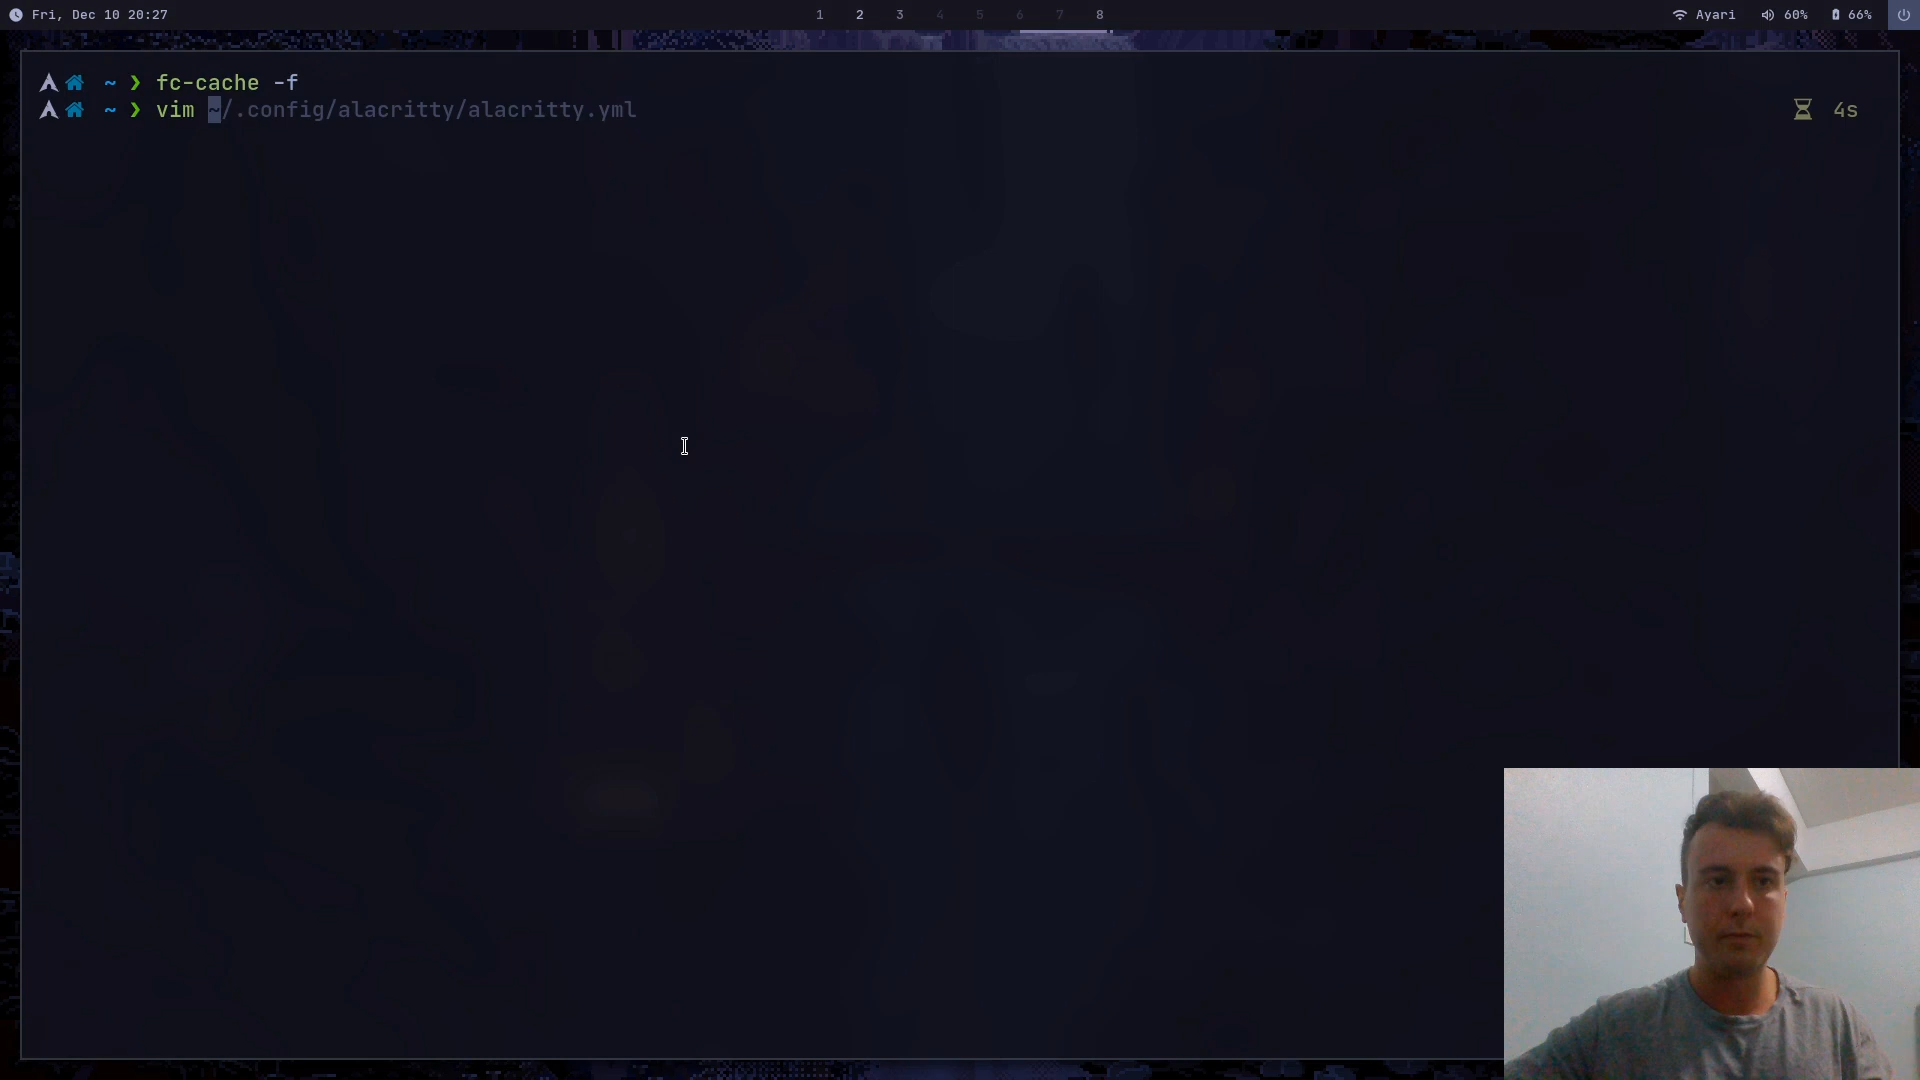 Fri, Dec 10 20:27
1 2 3 4 5 6 7 8
Ayari 60% 66%
~ ❯ fc-cache -f
~ ❯ vim ~/.config/alacritty/alacritty.yml
4s